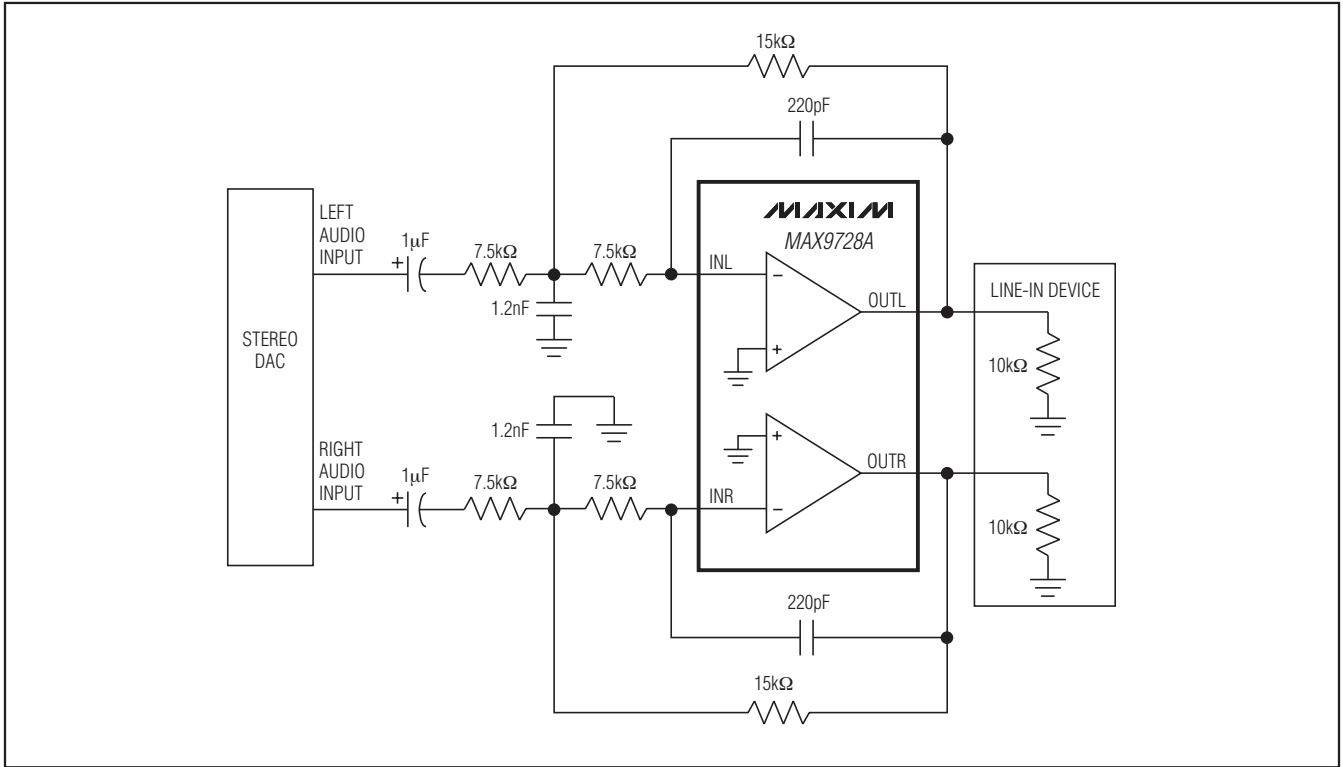 15kΩ
220pF
MAXIM
MAX9728A
LEFT
AUDIO
INPUT
1μF
+
7.5kΩ
7.5kΩ
INL
−
1.2nF
OUTL
LINE-IN DEVICE
+
10kΩ
STEREO
DAC
1.2nF
RIGHT
AUDIO
INPUT
1μF
+
7.5kΩ
7.5kΩ
INR
+
−
OUTR
10kΩ
220pF
15kΩ